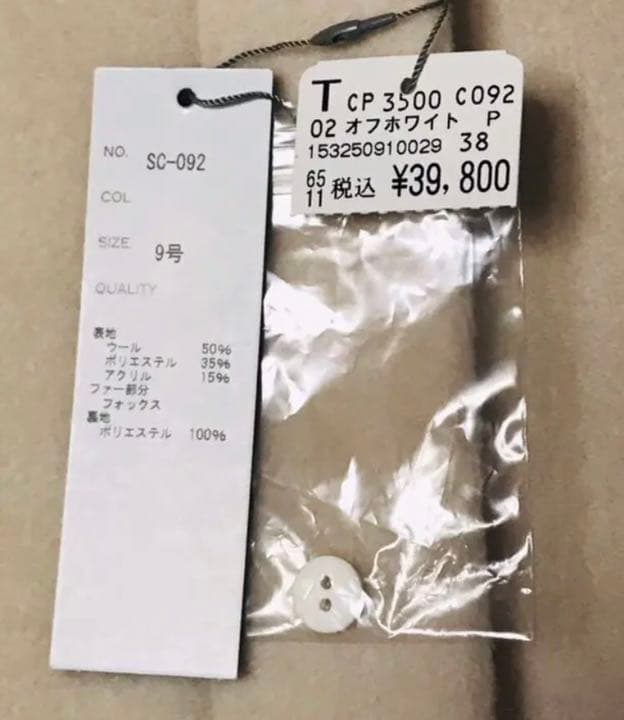 NO. SC-092
COL
SIZE 9号
QUALITY
表地
ウール 50%
ポリエステル 35%
アクリル 15%
ファー部分
フォックス
裏地
ポリエステル 100%
T CP 3500 C092
02 オフホワイト P
153250910029 38
65
11 税込 ¥39,800